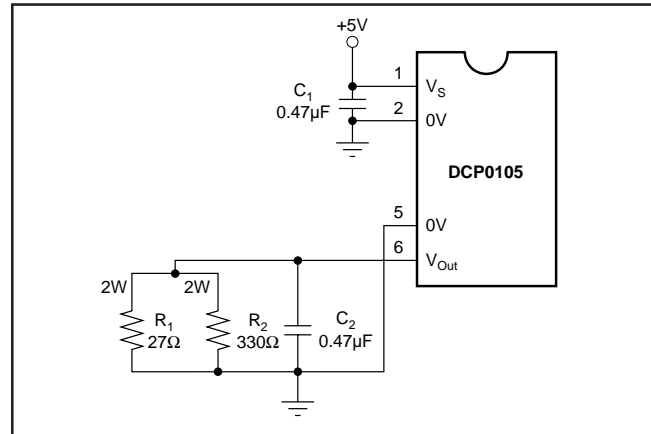 +5V
1
V_S
C_1
0.47µF
2
0V
DCP0105
5
0V
6
V_Out
2W
2W
R_1
27Ω
R_2
330Ω
C_2
0.47µF